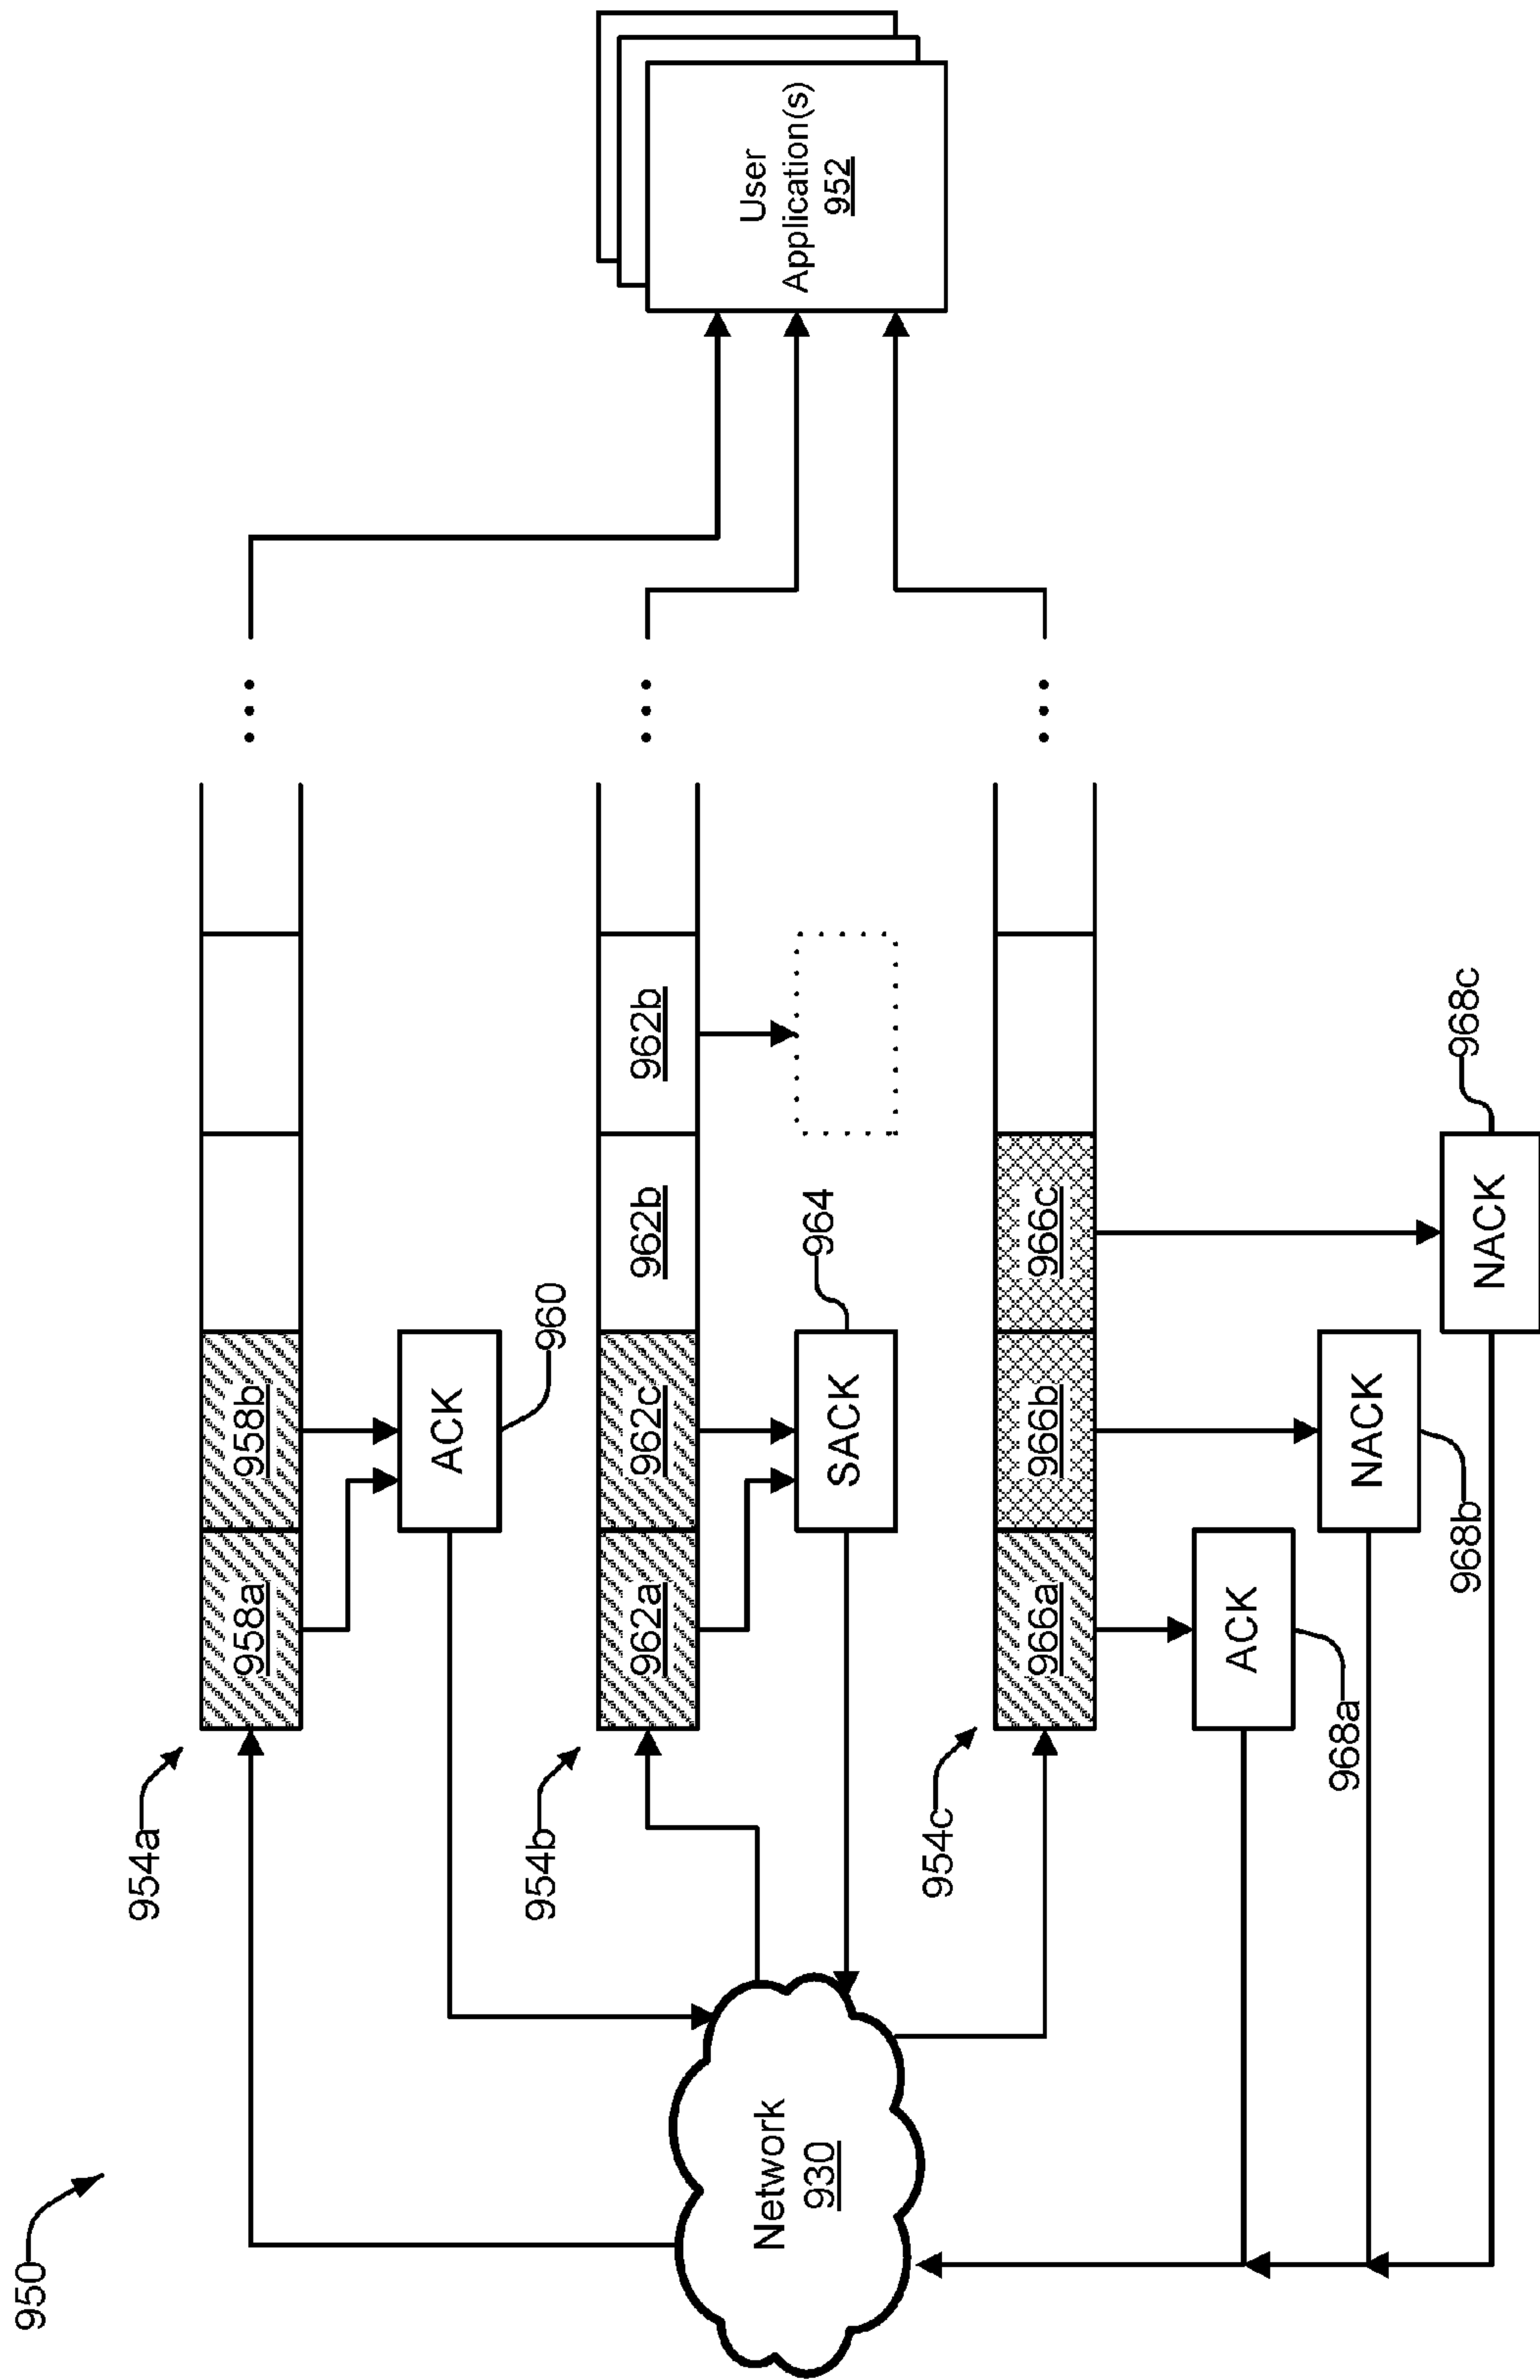 950
954a
958a
958b
ACK
960
954b
962a
962c
962b
962b
SACK
964
Network
930
User
Application(s)
952
954c
966a
966b
966c
ACK
968a
NACK
968b
NACK
968c